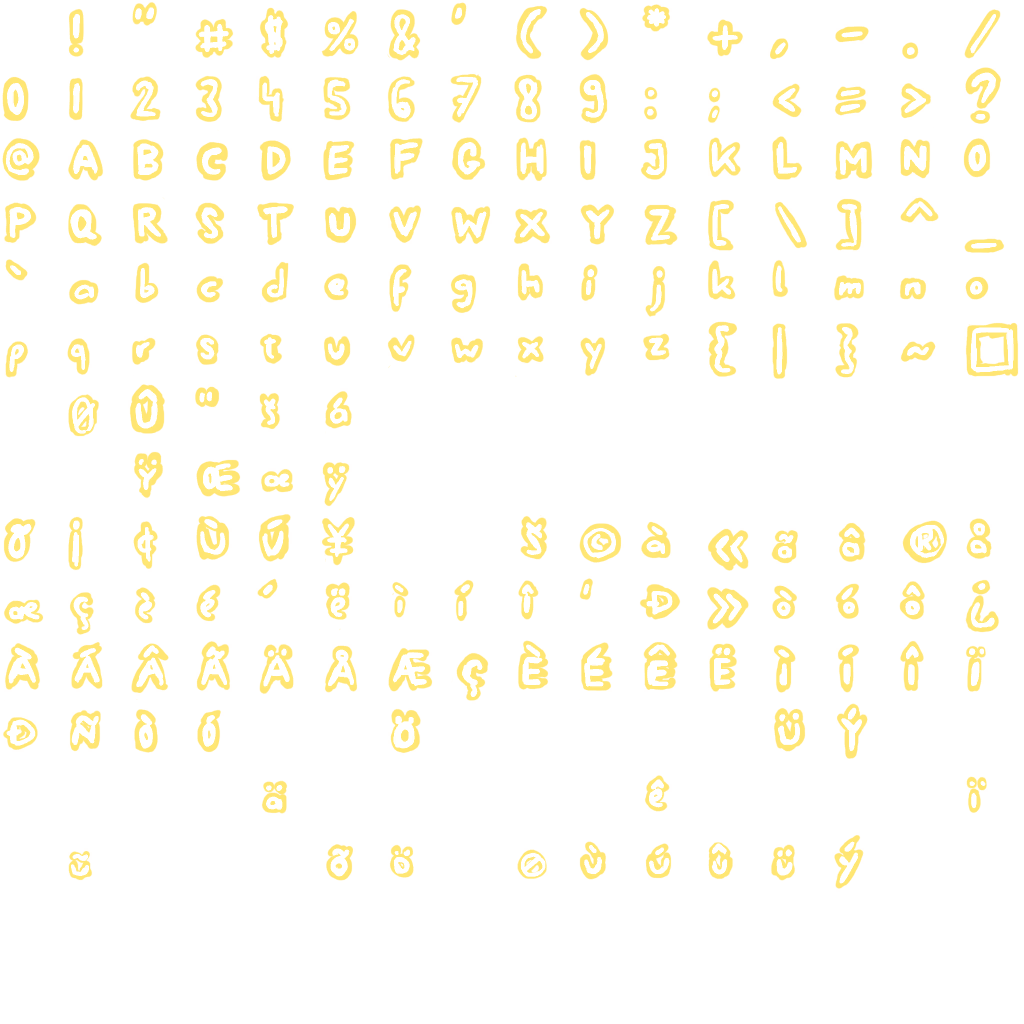 ! " # $ % & ' ( ) * + , - . /
0 1 2 3 4 5 6 7 8 9 : ; < = > ?
@ A B C D E F G H I J K L M N O
P Q R S T U V W X Y Z [ \ ] ^ _
` a b c d e f g h i j k l m n o
p q r s t u v w x y z { | } ~ □
Ø Û " š ó
Ÿ Œ æ ÿ
Õ ¡ ¢ Ù Ú ¥ Š © à « ã â ® å
æ ç è é ´ ë ì í î ' Ð » ò ó ô ¿
À Á Â Ã Ä Å Æ Ç È É Ê Ë Ì Í Î Ï
Ð Ñ Ò Ó Ö Ü Ý
ä ê ï
õ ö ø ù ú û ü ý